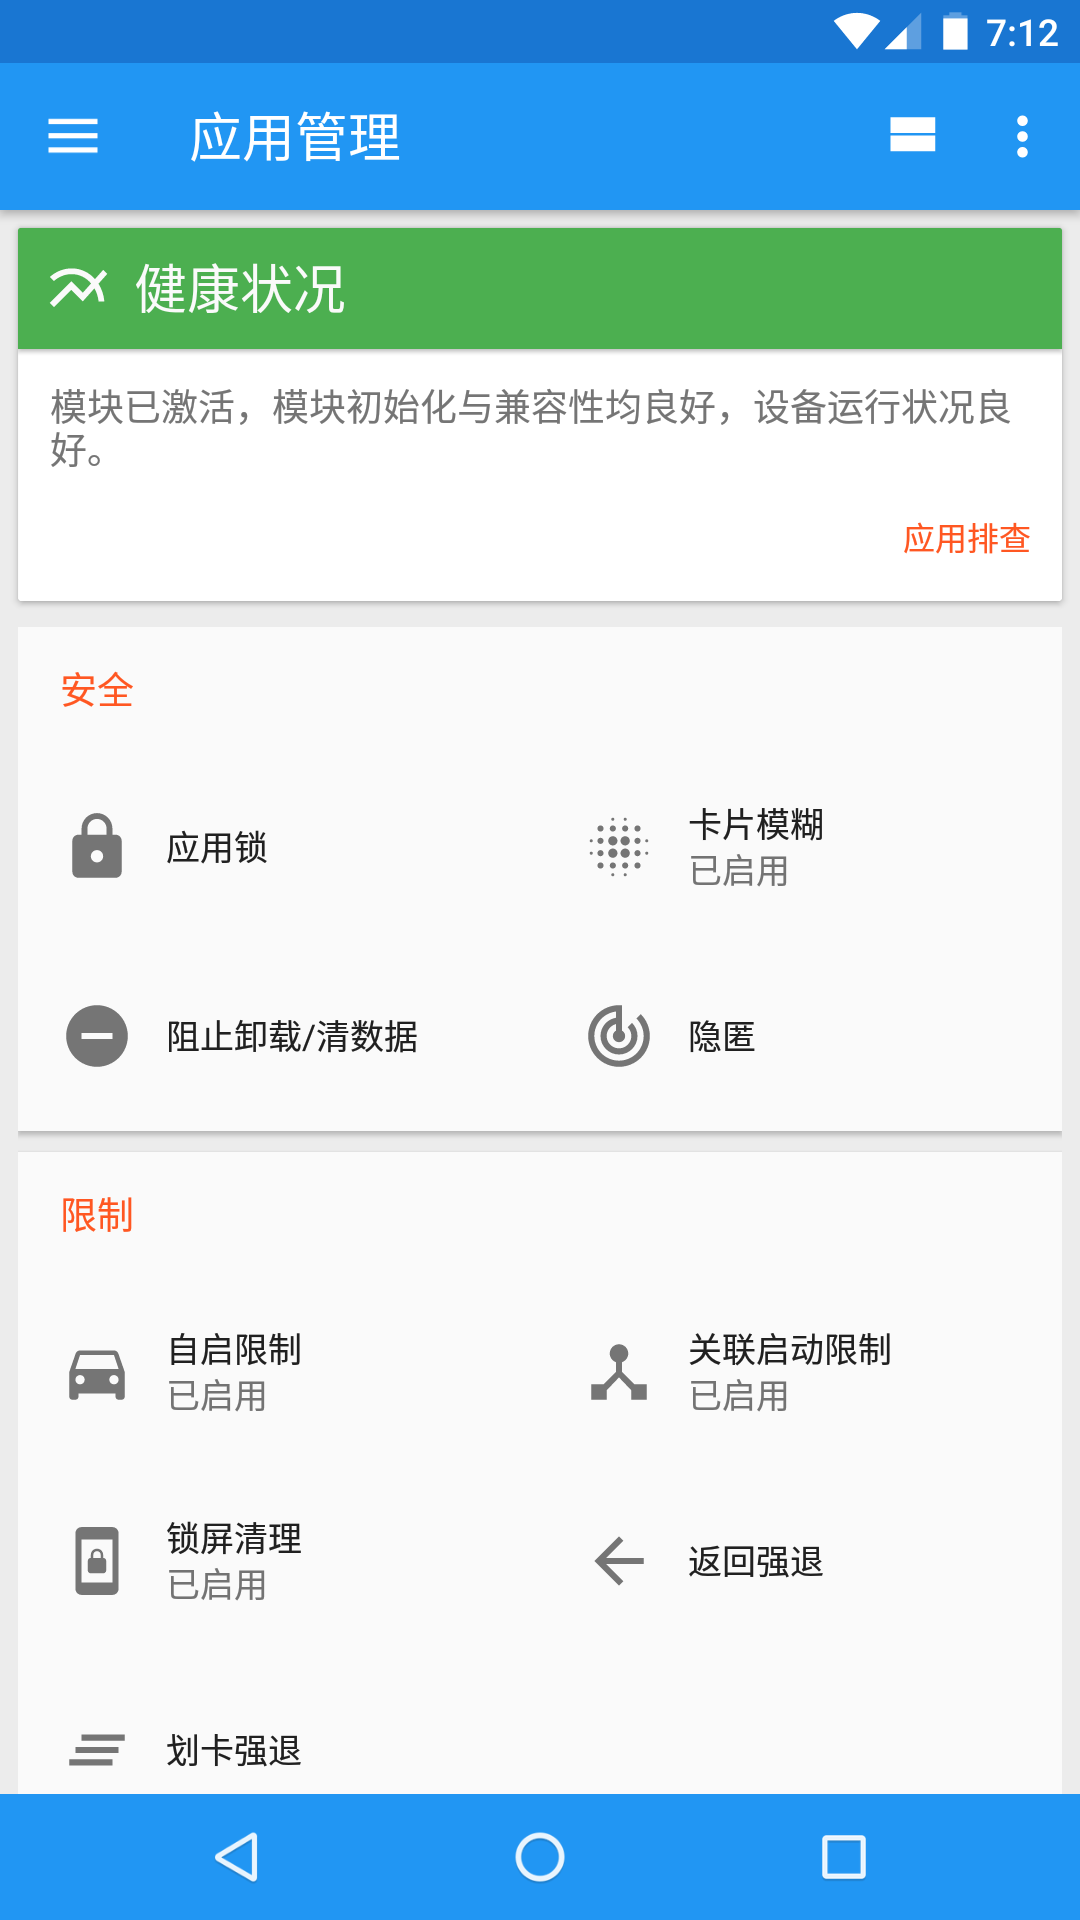 7:12
应用管理
健康状况
模块已激活，模块初始化与兼容性均良好，设备运行状况良
好。
应用排查
安全
应用锁
卡片模糊
已启用
阻止卸载/清数据
隐匿
限制
自启限制
已启用
关联启动限制
已启用
锁屏清理
已启用
返回强退
划卡强退